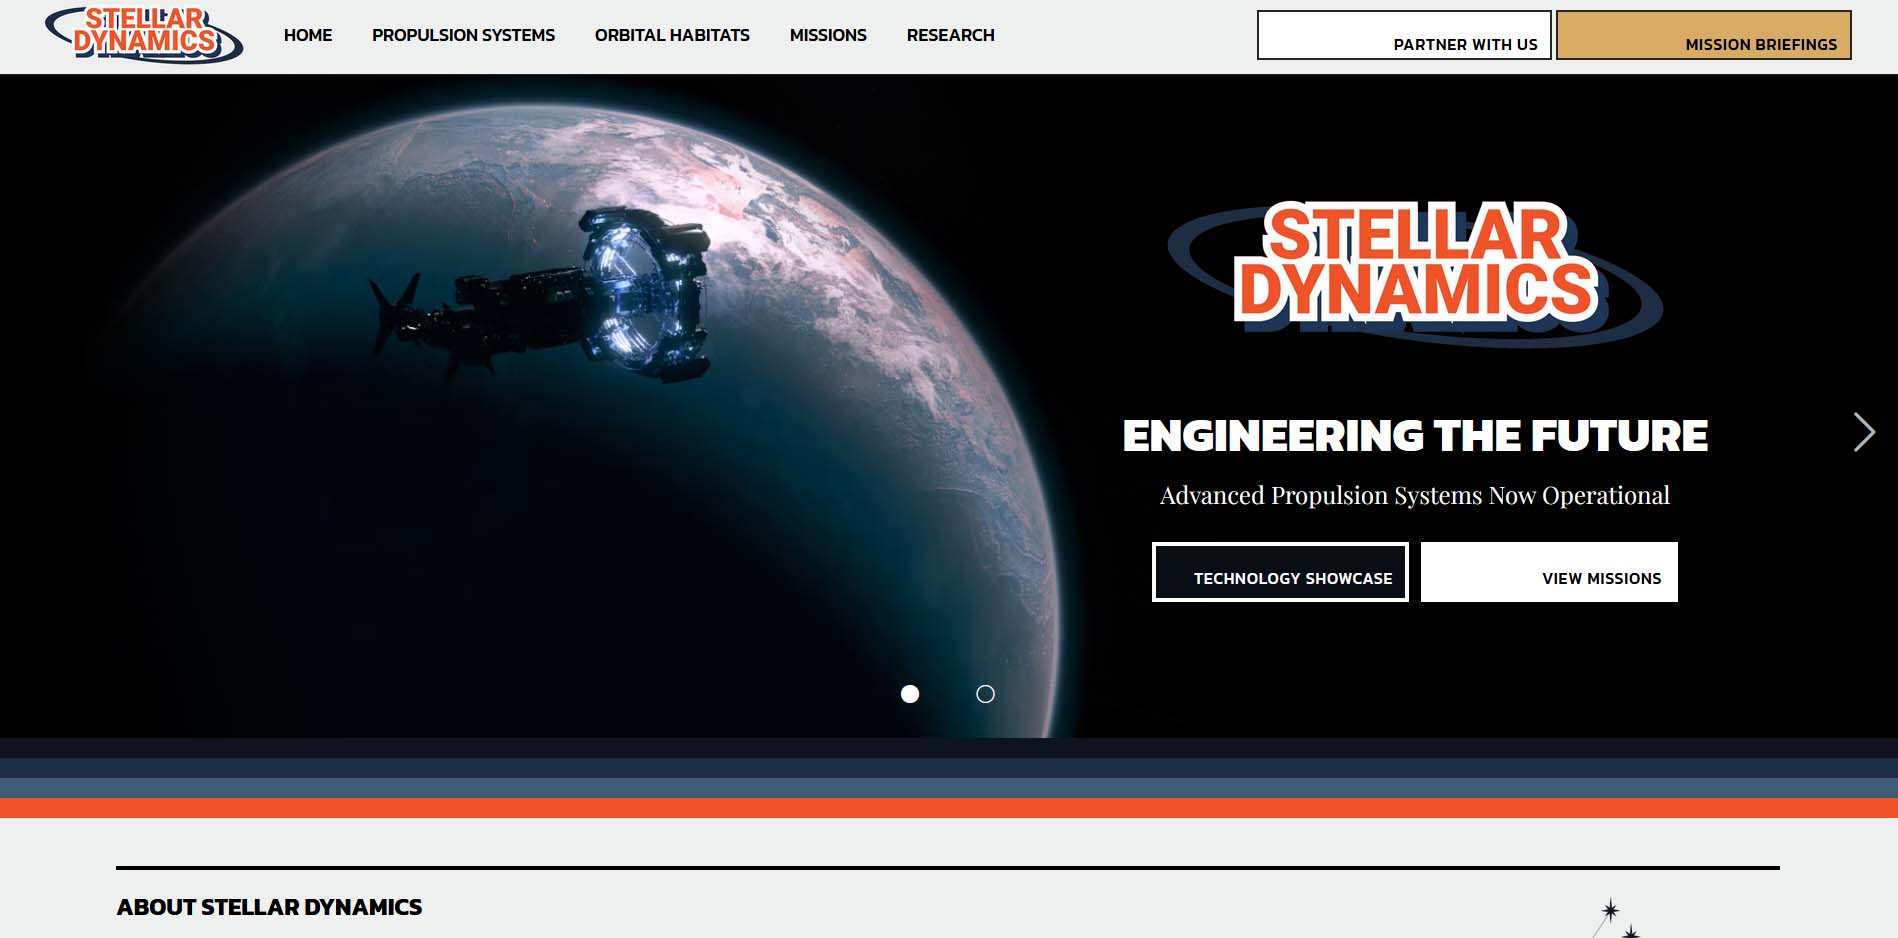 STELLAR
DYNAMICS
HOME
PROPULSION SYSTEMS
ORBITAL HABITATS
MISSIONS
RESEARCH
PARTNER WITH US
MISSION BRIEFINGS
STELLAR
DYNAMICS
ENGINEERING THE FUTURE
Advanced Propulsion Systems Now Operational
TECHNOLOGY SHOWCASE
VIEW MISSIONS
ABOUT STELLAR DYNAMICS